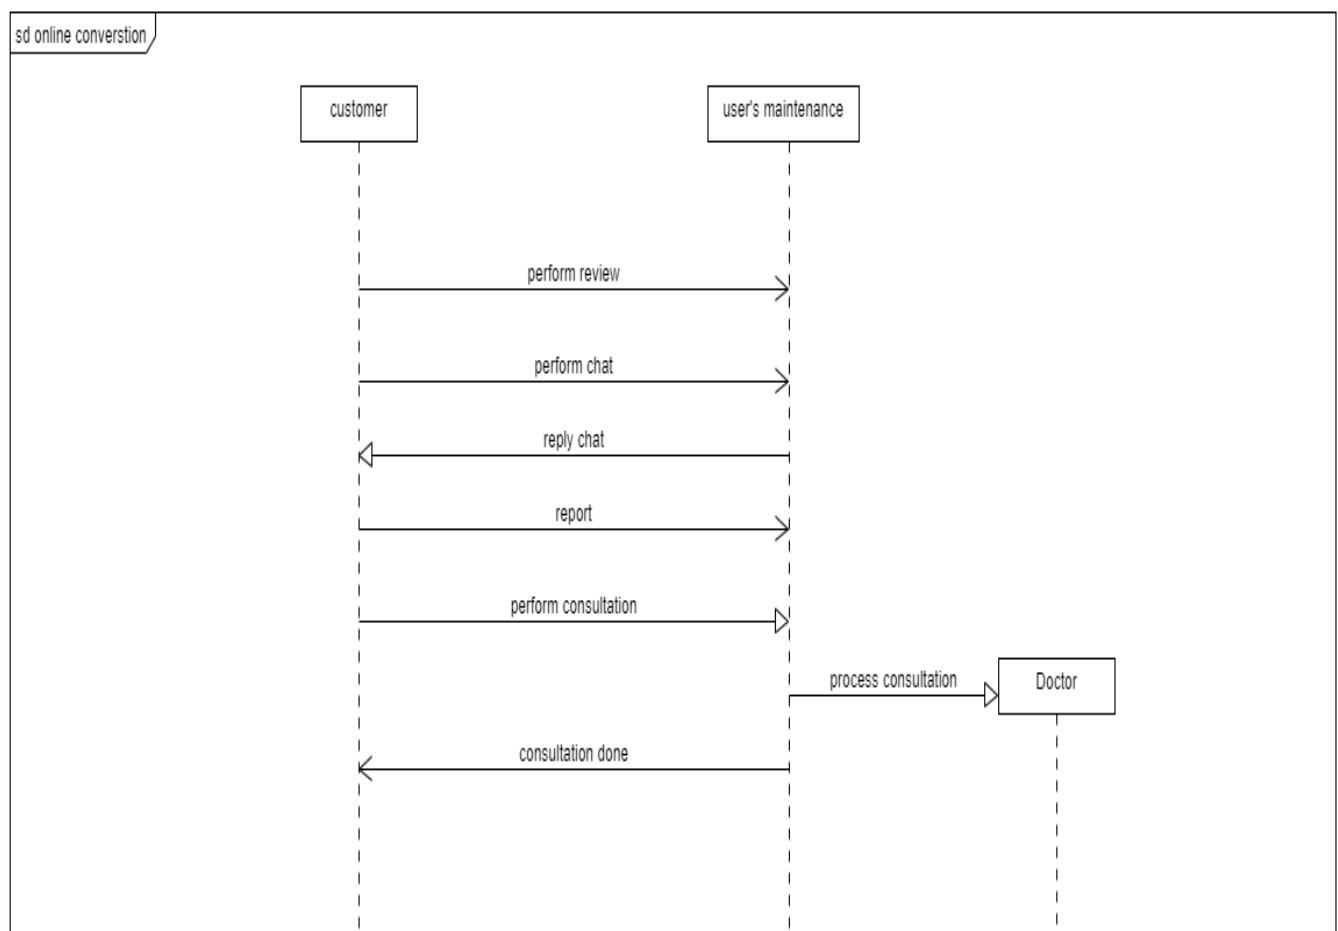 sd online converstion
customer
user's maintenance
perform review
perform chat
reply chat
report
perform consultation
process consultation
Doctor
consultation done